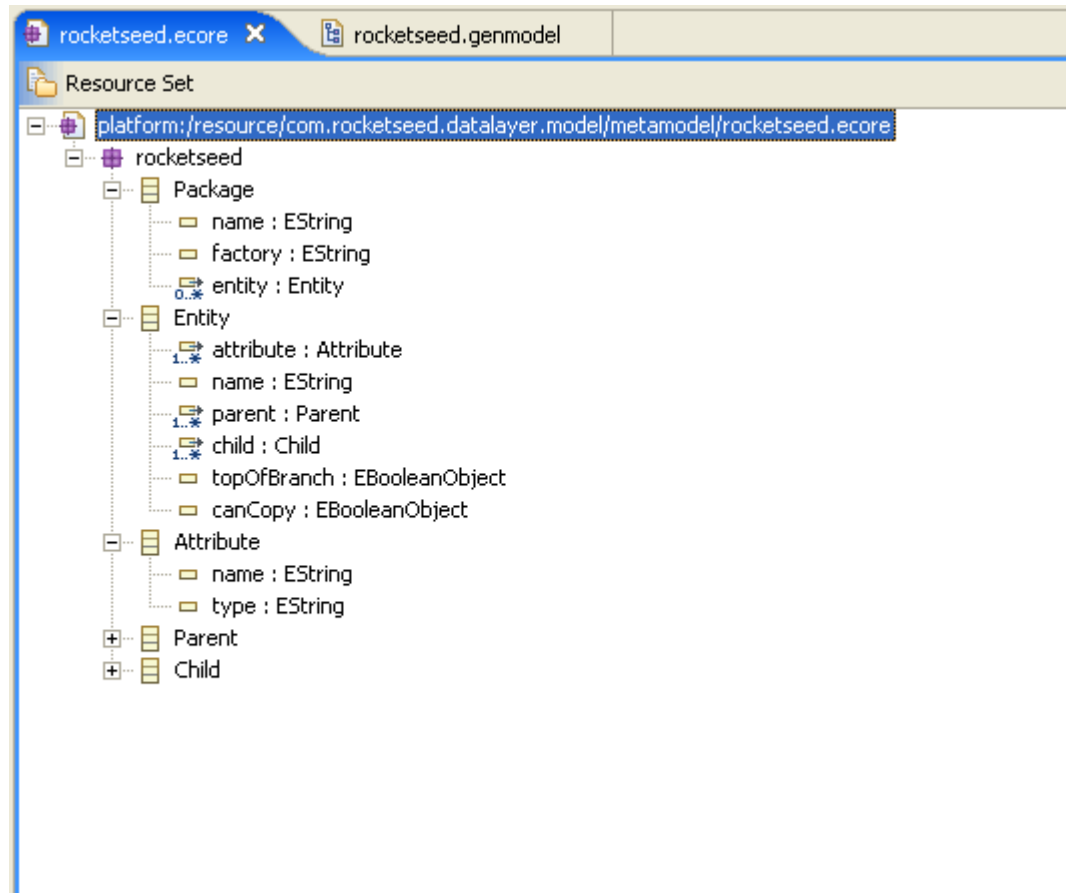 rocketseed.ecore rocketseed.genmodel
Resource Set
platform:/resource/com.rocketseed.datalayer.model/metamodel/rocketseed.ecore
rocketseed
Package
name : EString
factory : EString
0..* entity : Entity
Entity
1..* attribute : Attribute
name : EString
1..* parent : Parent
1..* child : Child
topOfBranch : EBooleanObject
canCopy : EBooleanObject
Attribute
name : EString
type : EString
Parent
Child